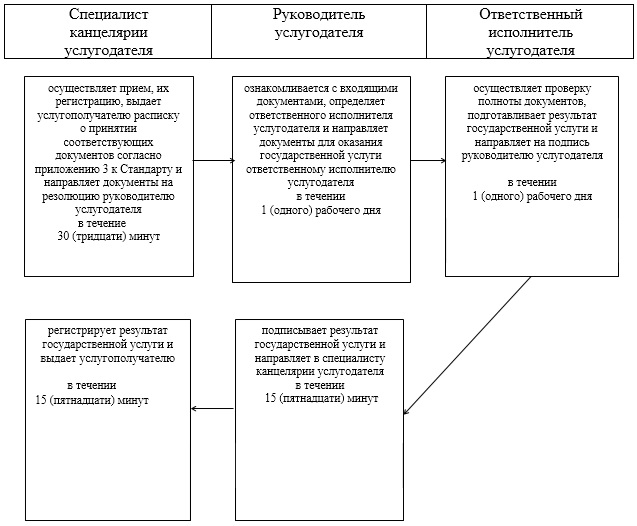 Специалист
канцелярии
услугодателя
Руководитель
услугодателя
Ответственный
исполнитель
услугодателя
осуществляет прием, их
регистрацию, выдает
услугополучателю расписку
о принятии
соответствующих
документов согласно
приложению 3 к Стандарту и
направляет документы на
резолюцию руководителю
услугодателя
в течение
30 (тридцати) минут
ознакомливается с входящими
документами, определяет
ответственного исполнителя
услугодателя и направляет
документы для оказания
государственной услуги
ответственному исполнителю
услугодателя
в течении
1 (одного) рабочего дня
осуществляет проверку
полноты документов,
подготавливает результат
государственной услуги и
направляет на подпись
руководителю услугодателя
в течении
1 (одного) рабочего дня
регистрирует результат
государственной услуги и
выдает услугополучателю
в течении
15 (пятнадцати) минут
подписывает результат
государственной услуги и
направляет в специалисту
канцелярии услугодателя
в течении
15 (пятнадцати) минут